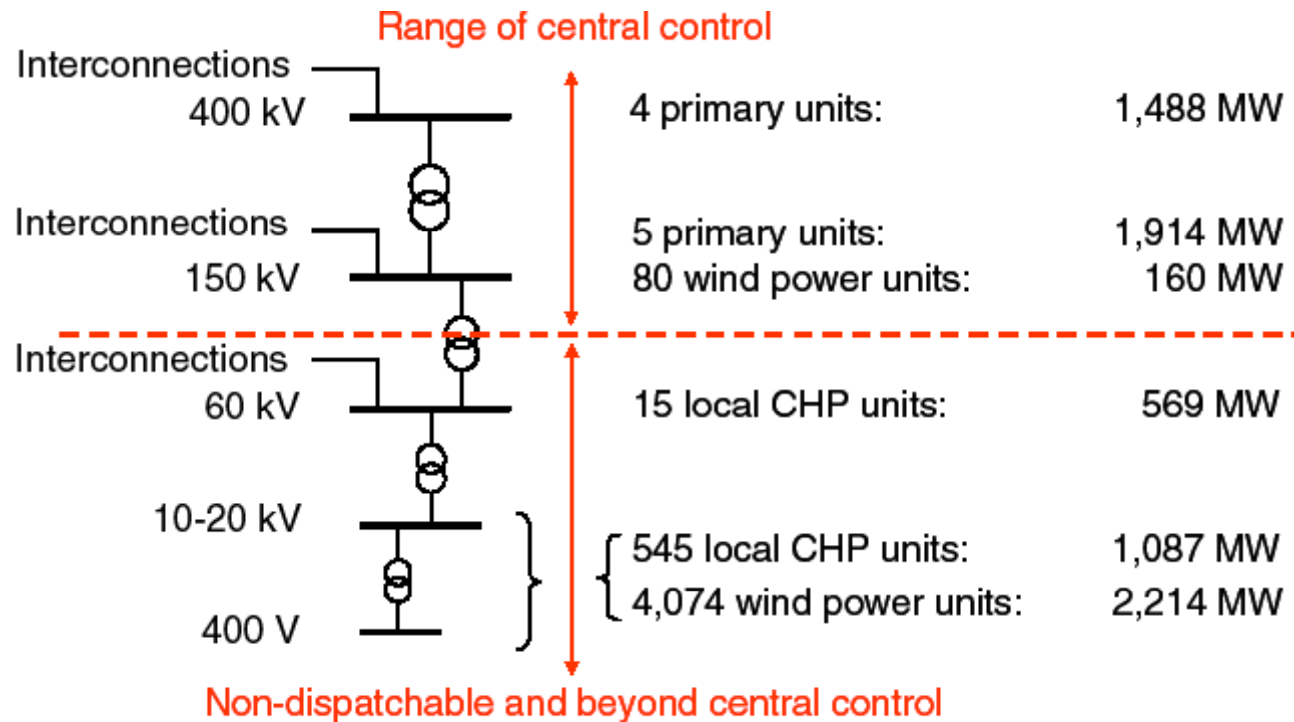 Range of central control
Interconnections
400 kV
4 primary units: 1,488 MW
Interconnections
150 kV
5 primary units: 1,914 MW
80 wind power units: 160 MW
Interconnections
60 kV
15 local CHP units: 569 MW
10-20 kV
545 local CHP units: 1,087 MW
4,074 wind power units: 2,214 MW
400 V
Non-dispatchable and beyond central control